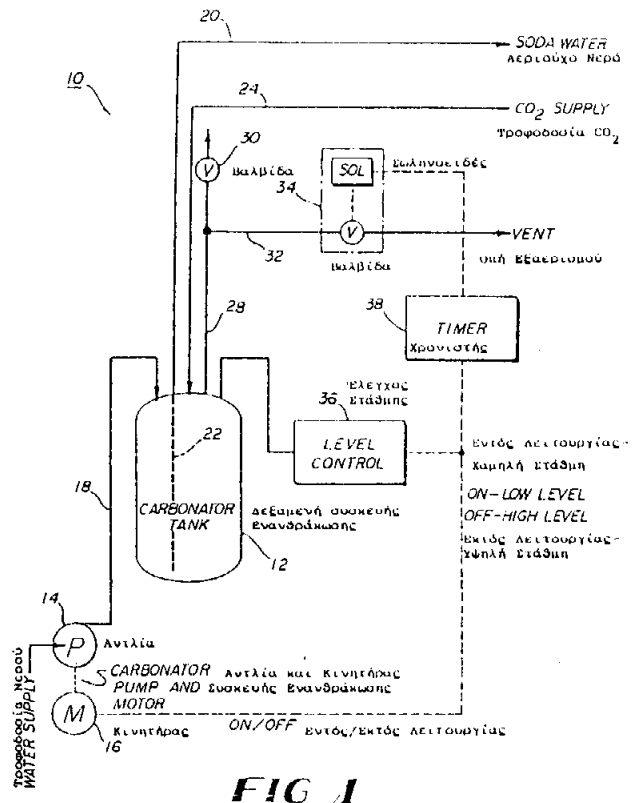 20
SODA WATER
Αεριούχο Νερό
10
24
CO2 SUPPLY
Τροφοδοσία CO2
30
V
Βαλβίδα
34
SOL
Σωληνοειδές
32
V
VENT
Βαλβίδα
Οπή Εξαερισμού
28
38
TIMER
Χρονιστής
Έλεγχος
Στάθμης
36
LEVEL
CONTROL
Εντός Λειτουργίας-
Χαμηλή Στάθμη
ON-LOW LEVEL
OFF-HIGH LEVEL
Εκτός Λειτουργίας-
Υψηλή Στάθμη
18
22
CARBONATOR
TANK
Δεξαμενή συσκευής
Ενανθράκωσης
12
14
P
Αντλία
CARBONATOR
PUMP AND
MOTOR
Αντλία και Κινητήρας
Συσκευής Ενανθράκωσης
M
16
Κινητήρας
ON/OFF
Εντός/Εκτός Λειτουργίας
Τροφοδοσία Νερού
WATER SUPPLY
FIG 1